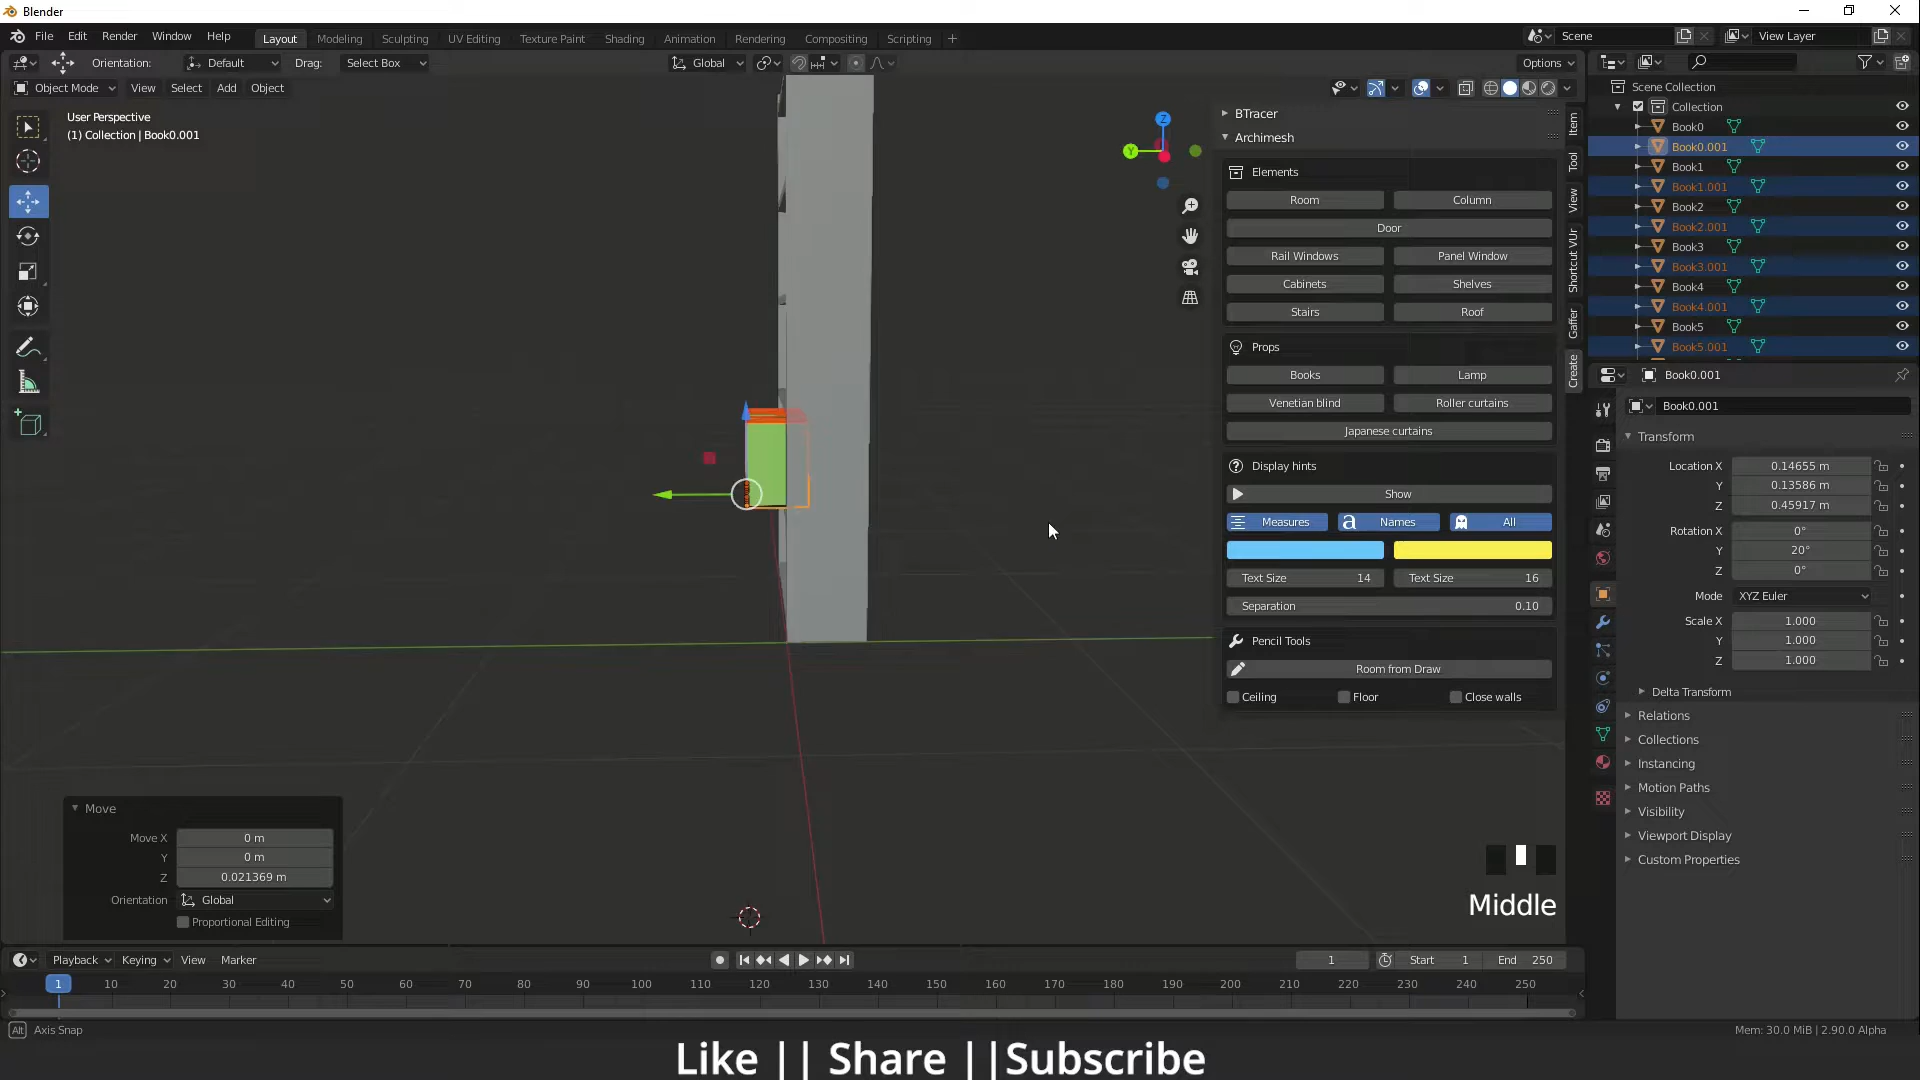 Blender
File Edit Render Window Help
Layout Modeling Sculpting UV Editing Texture Paint Shading Animation Rendering Compositing Scripting
Scene
View Layer
Orientation: Default Drag: Select Box Global Options
Object Mode View Select Add Object
User Perspective
(1) Collection | Book0.001
Z
Y
BTracer
Archimesh
Elements
Room Column
Door
Rail Windows Panel Window
Cabinets Shelves
Stairs Roof
Props
Books Lamp
Venetian blind Roller curtains
Japanese curtains
Display hints
Show
Measures a Names All
Text Size 14 Text Size 16
Separation 0.10
Pencil Tools
Room from Draw
Ceiling Floor Close walls
Item
Tool
View
Shortcut VUr
Gaffer
Create
Scene Collection
Collection
Book0
Book0.001
Book1
Book1.001
Book2
Book2.001
Book3
Book3.001
Book4
Book4.001
Book5
Book5.001
Book0.001
Book0.001
Transform
Location X 0.14655 m
Y 0.13586 m
Z 0.45917 m
Rotation X 0°
Y 20°
Z 0°
Mode XYZ Euler
Scale X 1.000
Y 1.000
Z 1.000
Delta Transform
Relations
Collections
Instancing
Motion Paths
Visibility
Viewport Display
Custom Properties
Move
Move X 0 m
Y 0 m
Z 0.021369 m
Orientation Global
Proportional Editing
Middle
Playback Keying View Marker
1 Start 1 End 250
1 10 20 30 40 50 60 70 80 90 100 110 120 130 140 150 160 170 180 190 200 210 220 230 240 250
Alt Axis Snap
Mem: 30.0 MiB | 2.90.0 Alpha
Like || Share ||Subscribe